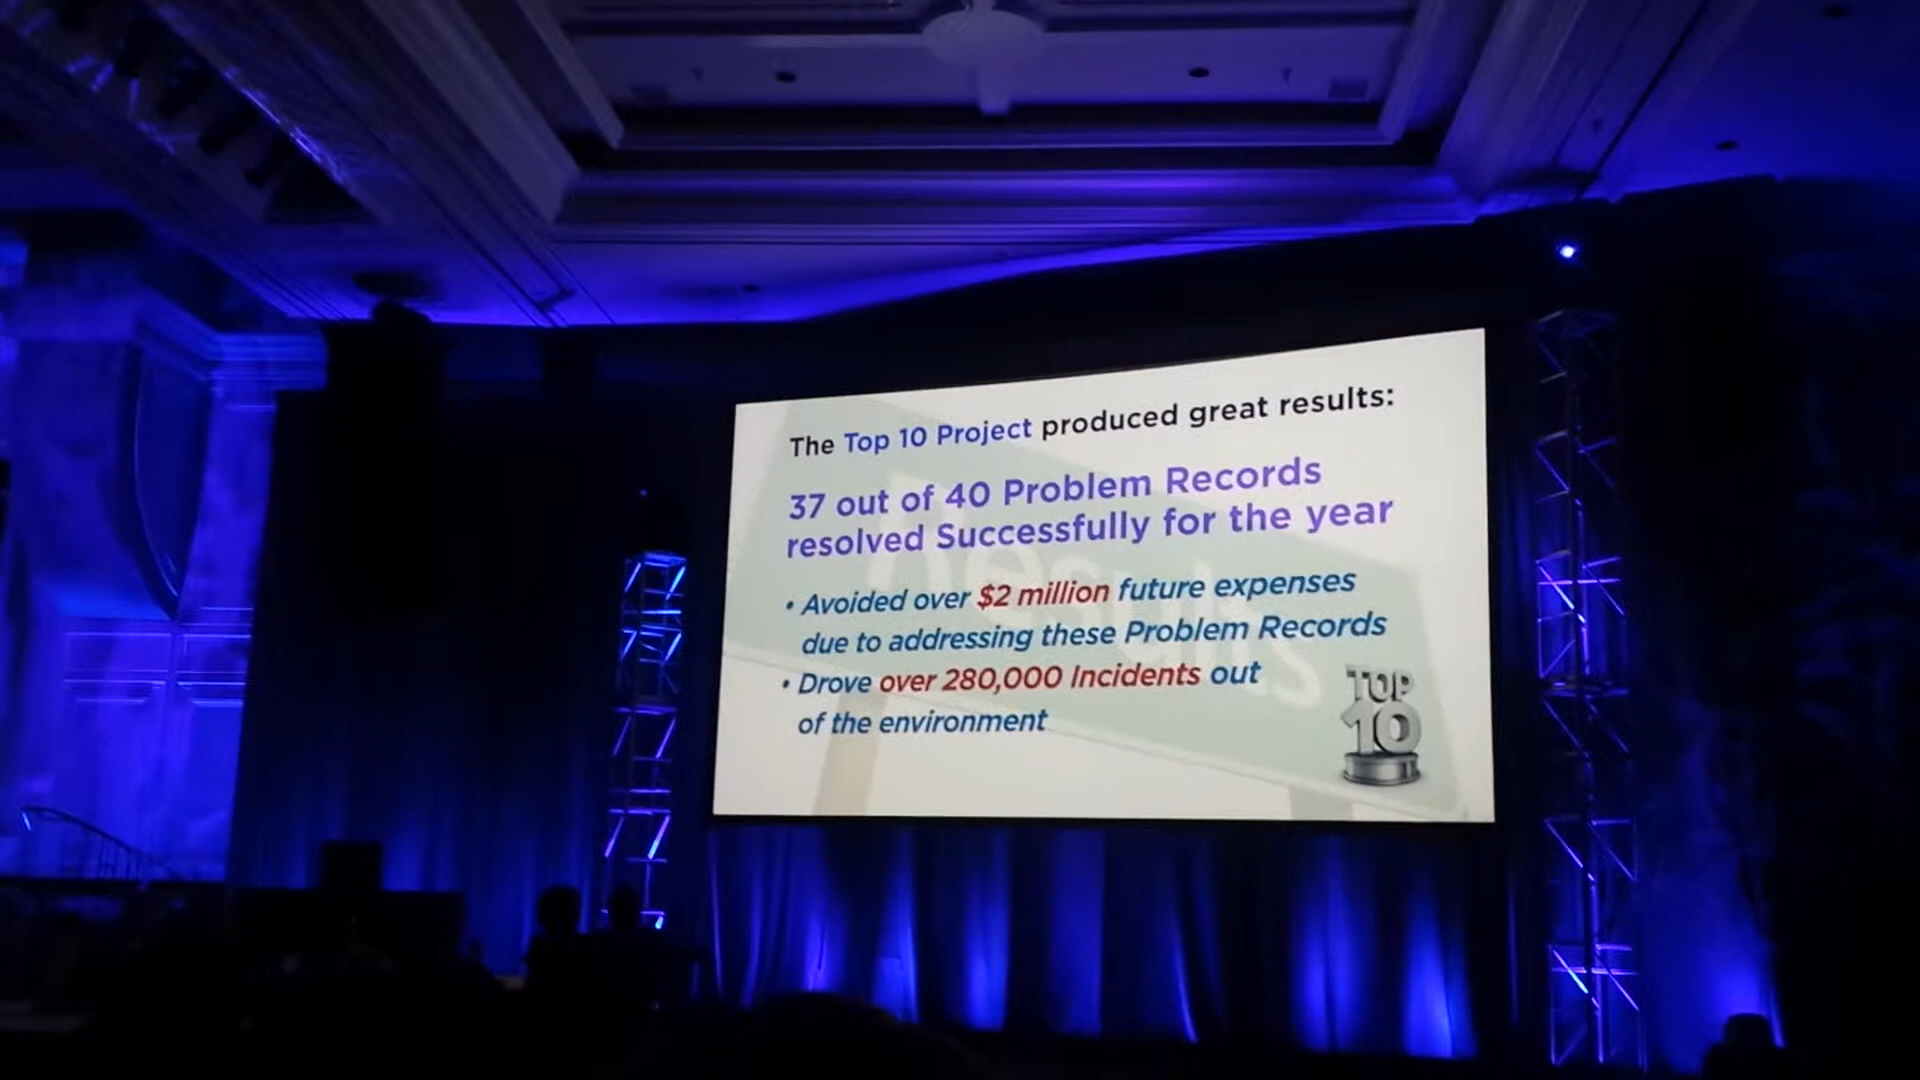 The Top 10 Project produced great results:
37 out of 40 Problem Records
resolved Successfully for the year
• Avoided over $2 million future expenses
due to addressing these Problem Records
• Drove over 280,000 Incidents out
of the environment
Results
TOP
10